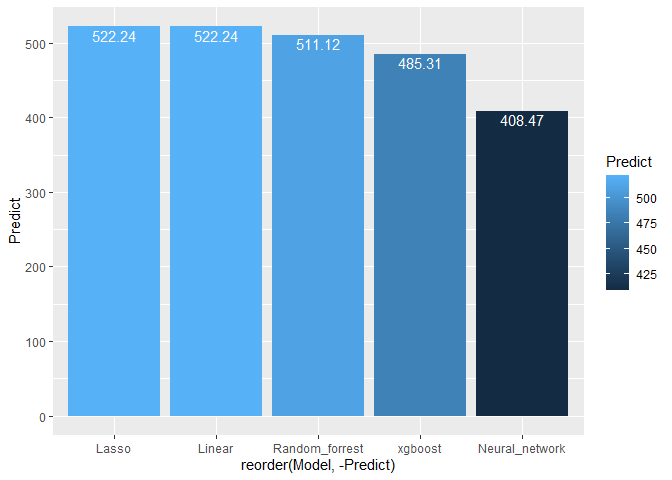 522.24
522.24
511.12
485.31
408.47
500
400
300
200
100
0
Predict
Lasso
Linear
Random_forrest
xgboost
Neural_network
reorder(Model, -Predict)
Predict
500
475
450
425